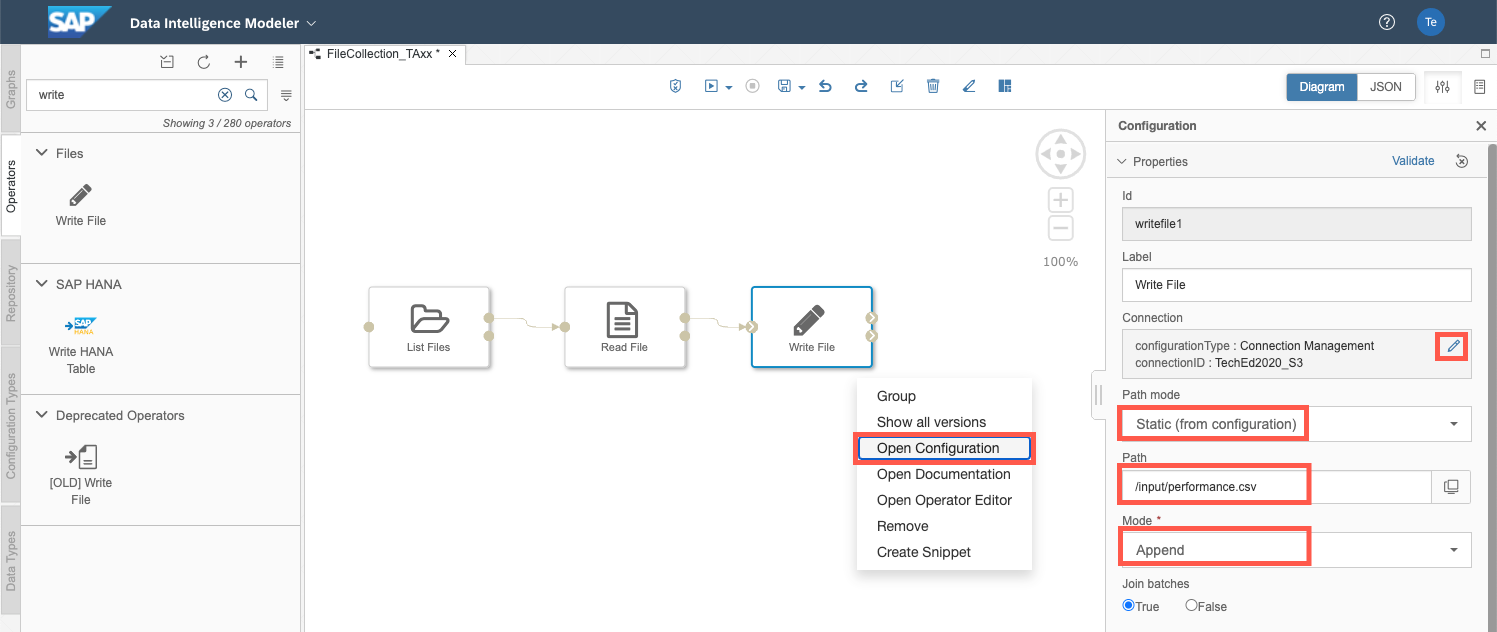 SAP
Data Intelligence Modeler
?
Te
Graphs
Operators
Repository
Configuration Types
Data Types
write
Showing 3 / 280 operators
Files
Write File
SAP HANA
SAP
HANA
Write HANA
Table
Deprecated Operators
[OLD] Write
File
FileCollection_TAxx *
Diagram
JSON
100%
List Files
Read File
Write File
Group
Show all versions
Open Configuration
Open Documentation
Open Operator Editor
Remove
Create Snippet
Configuration
Properties
Validate
Id
writefile1
Label
Write File
Connection
configurationType : Connection Management
connectionID : TechEd2020_S3
Path mode
Static (from configuration)
Path
/input/performance.csv
Mode *
Append
Join batches
True
False